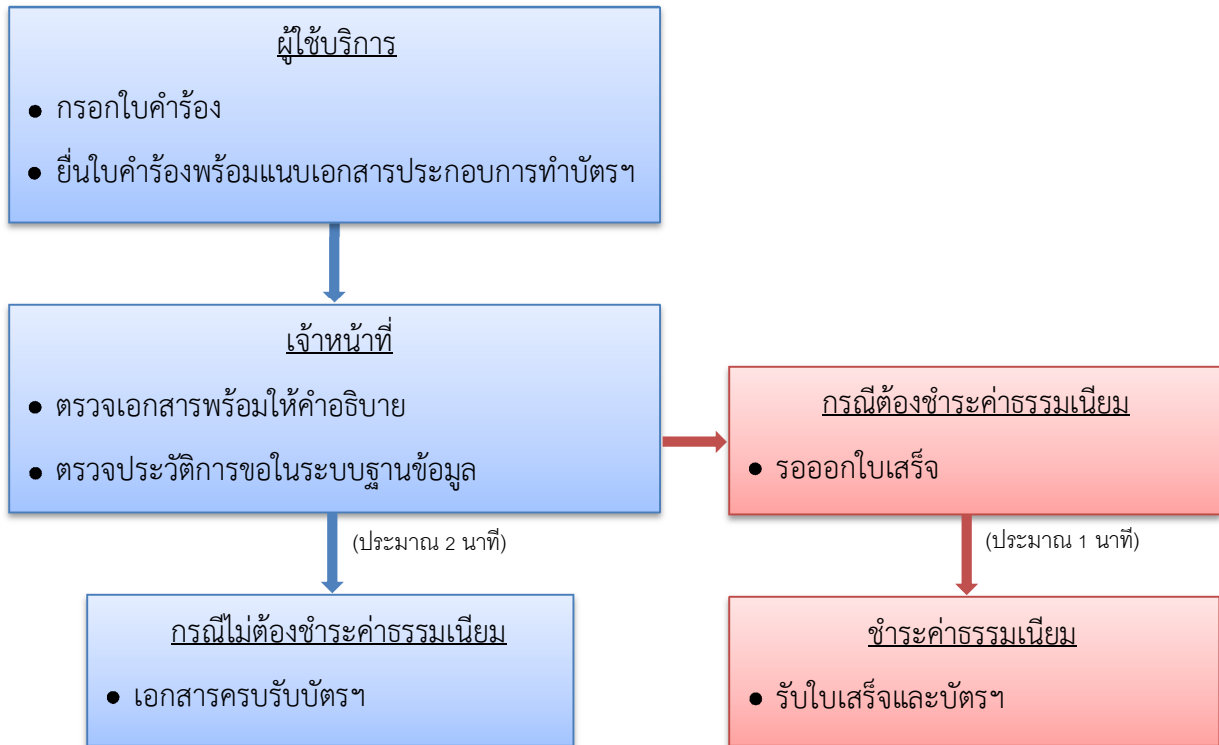 ผู้ใช้บริการ
● กรอกใบคำร้อง
● ยื่นใบคำร้องพร้อมแนบเอกสารประกอบการทำบัตรฯ
เจ้าหน้าที่
● ตรวจเอกสารพร้อมให้คำอธิบาย
● ตรวจประวัติการขอในระบบฐานข้อมูล
กรณีต้องชำระค่าธรรมเนียม
● รอออกใบเสร็จ
(ประมาณ 2 นาที)
(ประมาณ 1 นาที)
กรณีไม่ต้องชำระค่าธรรมเนียม
● เอกสารครบรับบัตรฯ
ชำระค่าธรรมเนียม
● รับใบเสร็จและบัตรฯ